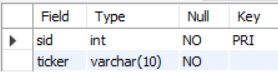 Field Type Null Key
sid int NO PRI
ticker varchar(10) NO